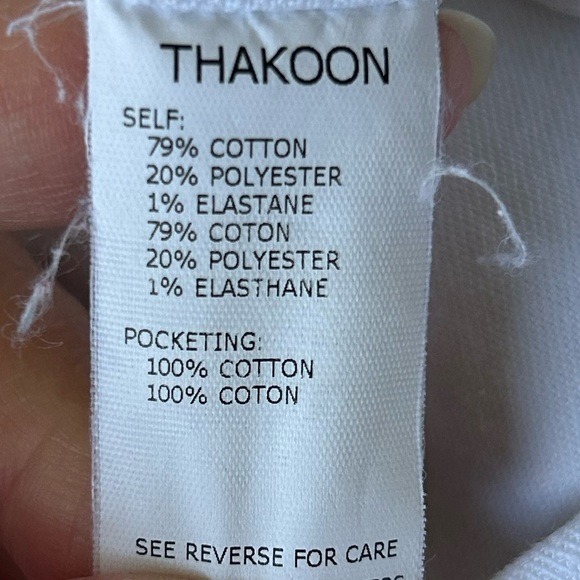 THAKOON
SELF:
79% COTTON
20% POLYESTER
1% ELASTANE
79% COTON
20% POLYESTER
1% ELASTHANE
POCKETING:
100% COTTON
100% COTON
SEE REVERSE FOR CARE